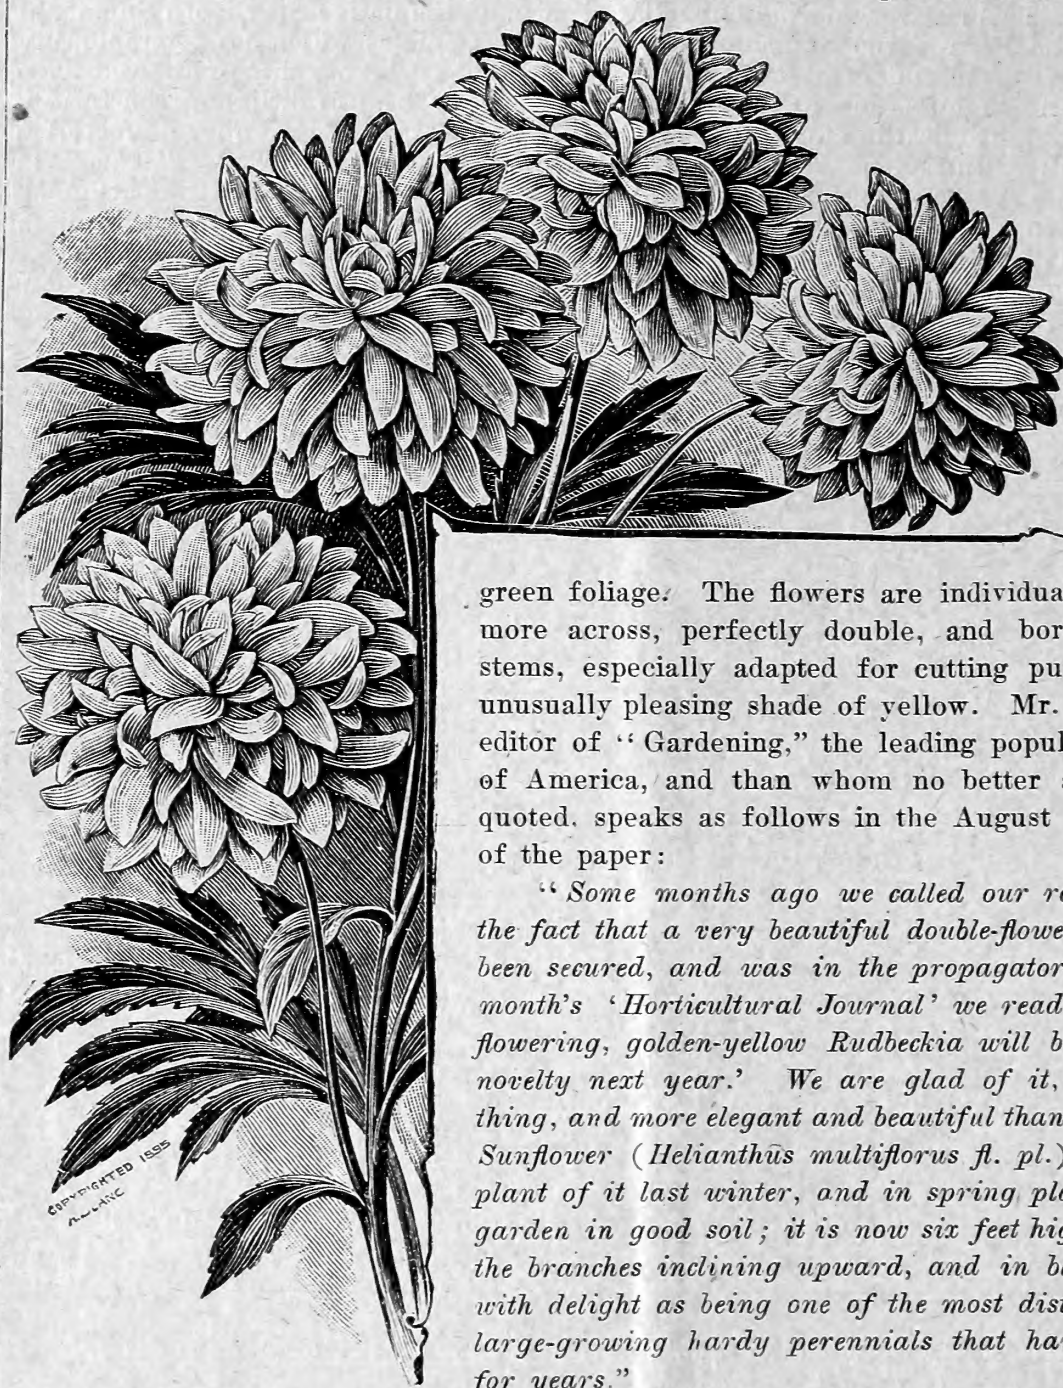 green foliage. The flowers are individua
more across, perfectly double, and bor
stems, especially adapted for cutting pu
unusually pleasing shade of yellow. Mr.
editor of “ Gardening,” the leading popul
of America, and than whom no better
quoted. speaks as follows in the August
of the paper:
“ Some months ago we called our re
the fact that a very beautiful double-flowe
been secured, and was in the propagator
month's ‘Horticultural Journal’ we read
flowering, golden-yellow Rudbeckia will b
novelty next year.’ We are glad of it,
thing, and more elegant and beautiful than
Sunflower (Helianthus multiflorus fl. pl.)
plant of it last winter, and in spring pla
garden in good soil; it is now six feet hig
the branches inclining upward, and in b
with delight as being one of the most dis
large-growing hardy perennials that ha
for years.”
COPYRIGHTED 1895
A. BLANC